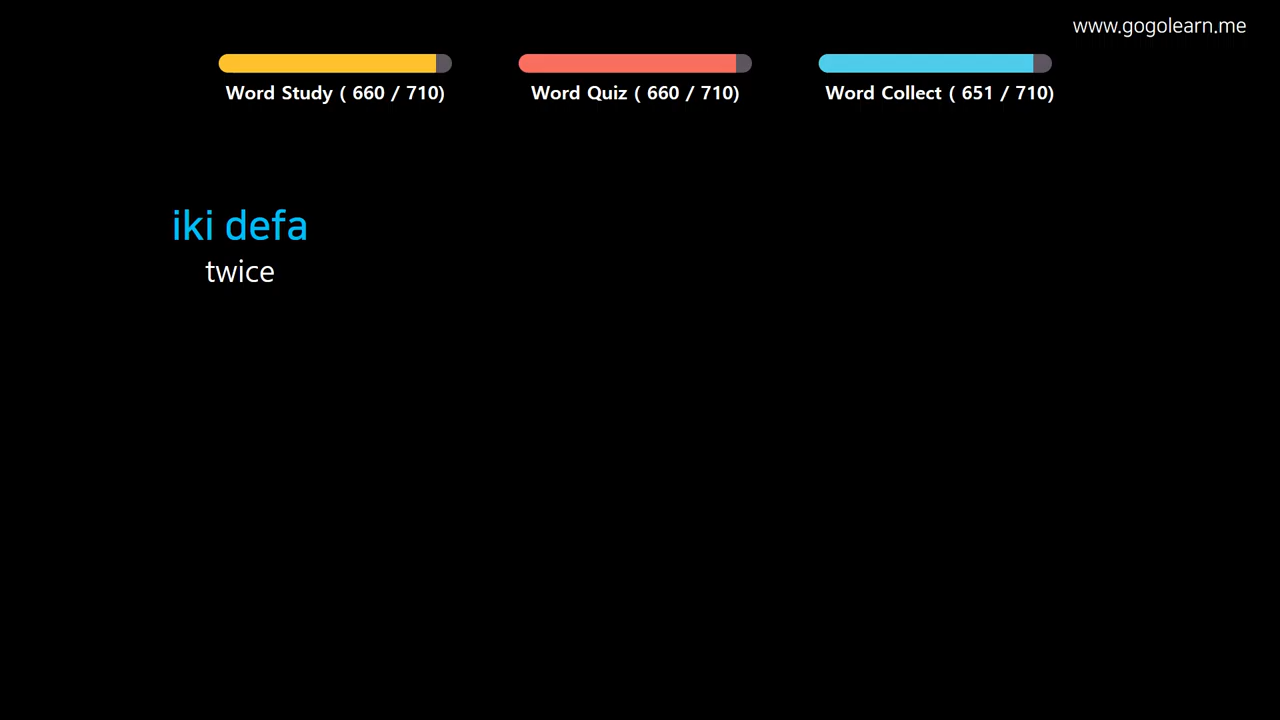 www.gogolearn.me
Word Study ( 660 / 710)
Word Quiz ( 660 / 710)
Word Collect ( 651 / 710)
iki defa
twice